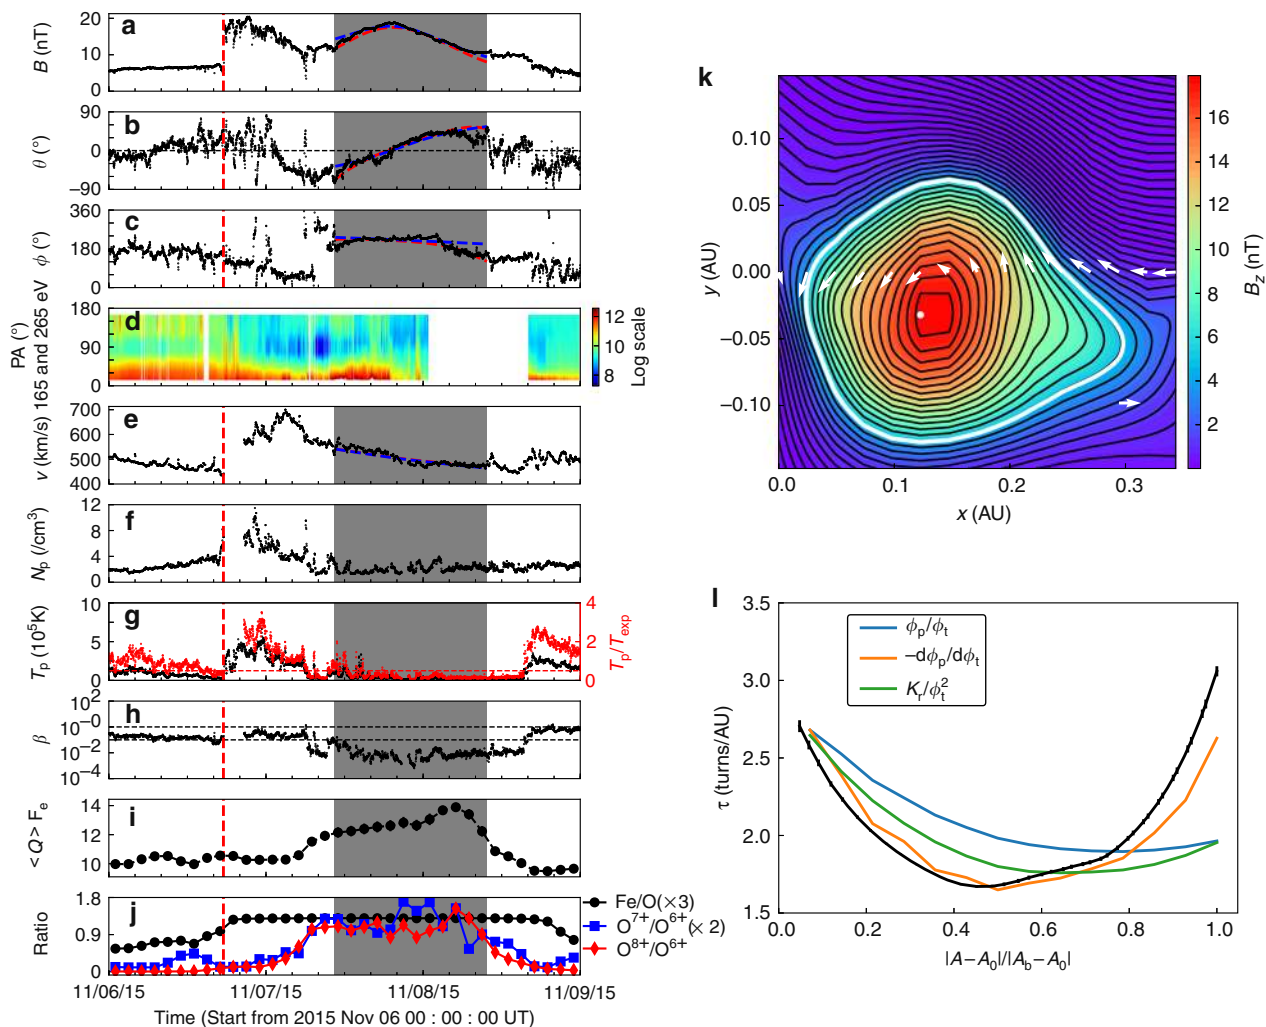 a
20
10
0
B (nT)
b
90
0
−90
θ (°)
c
360
180
0
ϕ (°)
d
180
90
0
PA (°)
1165 and 265 eV
12
10
8
Log scale
e
700
600
500
400
v (km/s)
f
12
8
4
0
Np (/cm³)
g
10
5
0
Tp (10⁵K)
4
2
0
Tp/Texp
h
10²
10⁻⁰
10⁻²
10⁻⁴
β
i
14
12
10
<Q> Fe
j
1.8
0.9
0
Ratio
Fe/O(×3)
O⁷⁺/O⁶⁺(× 2)
O⁸⁺/O⁶⁺
11/06/15 11/07/15 11/08/15 11/09/15
Time (Start from 2015 Nov 06 00 : 00 : 00 UT)
k
0.10
0.05
0.00
−0.05
−0.10
y (AU)
0.0 0.1 0.2 0.3
x (AU)
16
14
12
10
8
6
4
2
Bz (nT)
l
3.5
3.0
2.5
2.0
1.5
τ (turns/AU)
ϕp/ϕt
−dϕp/dϕt
Kr/ϕt²
0.0 0.2 0.4 0.6 0.8 1.0
|A−A₀|/|Ab−A₀|